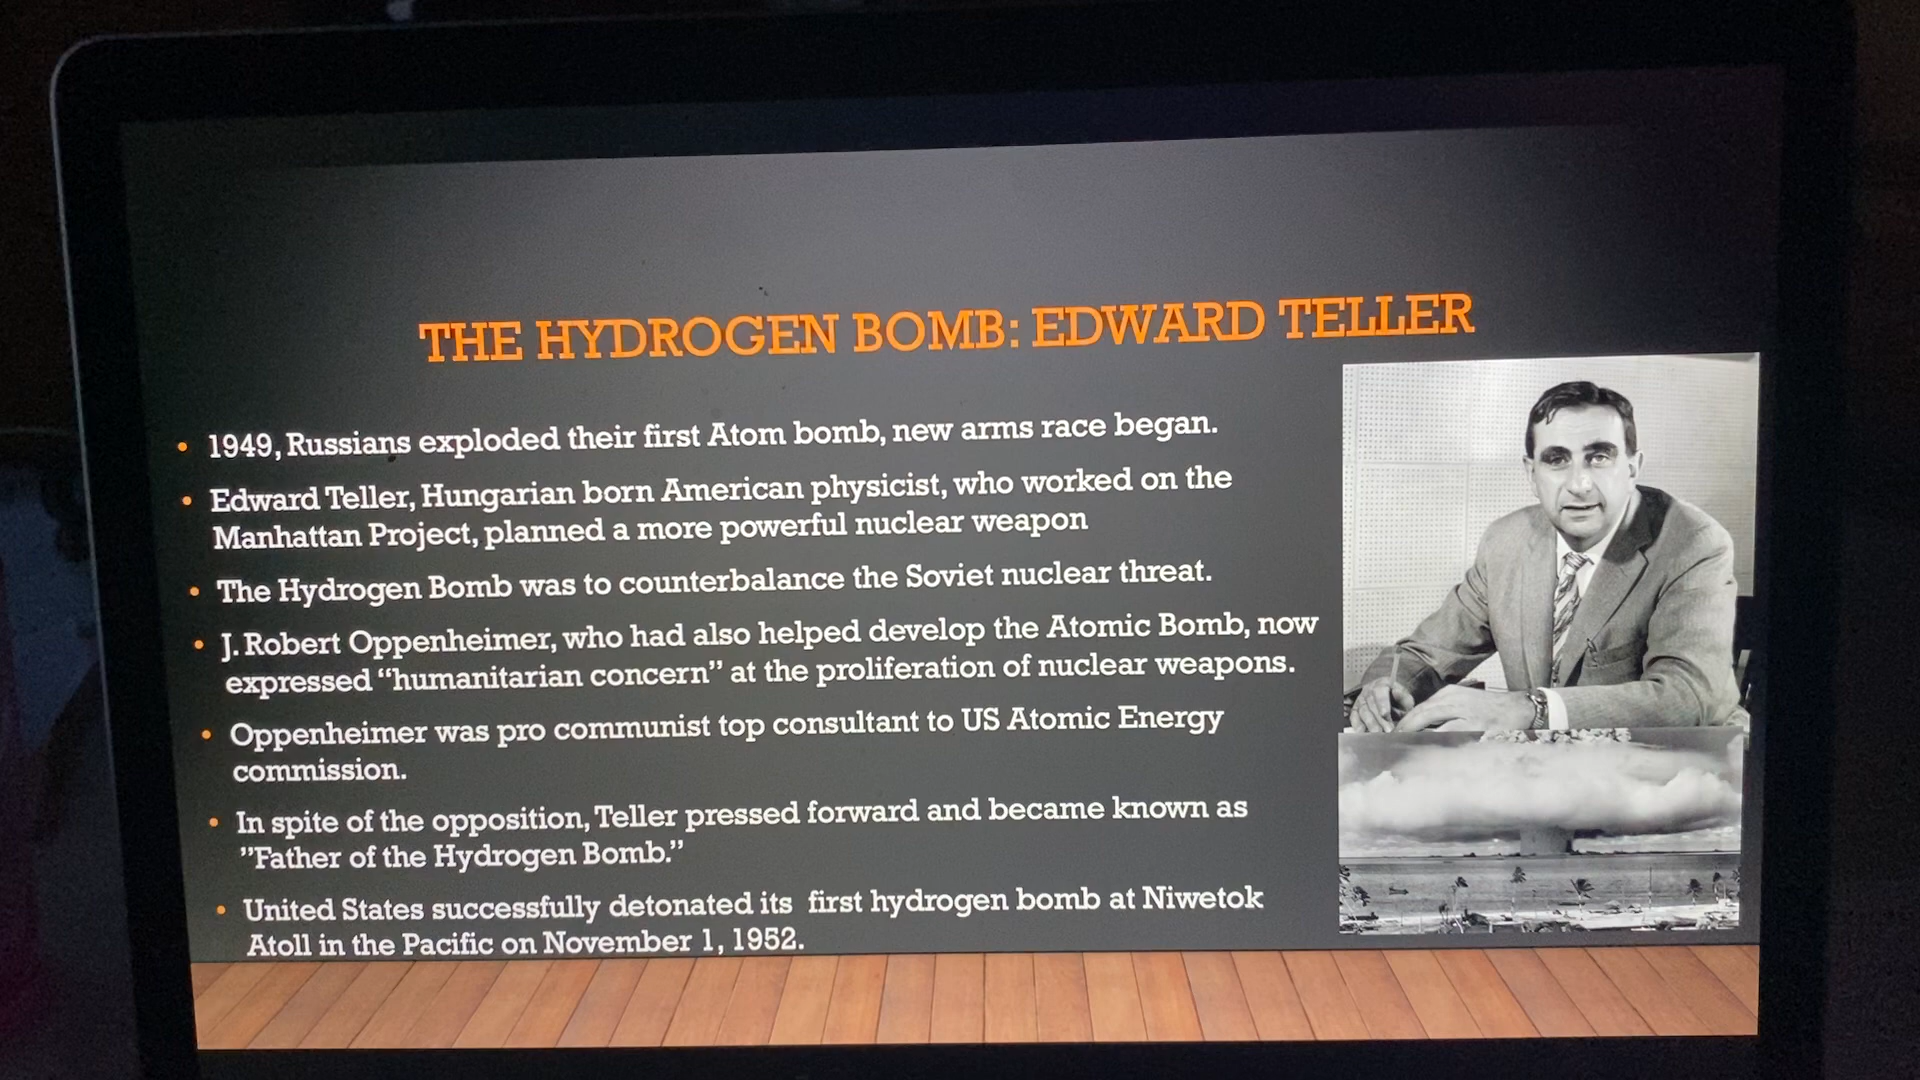 THE HYDROGEN BOMB: EDWARD TELLER
• 1949, Russians exploded their first Atom bomb, new arms race began.
• Edward Teller, Hungarian born American physicist, who worked on the
Manhattan Project, planned a more powerful nuclear weapon
• The Hydrogen Bomb was to counterbalance the Soviet nuclear threat.
• J. Robert Oppenheimer, who had also helped develop the Atomic Bomb, now
expressed “humanitarian concern” at the proliferation of nuclear weapons.
• Oppenheimer was pro communist top consultant to US Atomic Energy
commission.
• In spite of the opposition, Teller pressed forward and became known as
”Father of the Hydrogen Bomb.”
• United States successfully detonated its  first hydrogen bomb at Niwetok
Atoll in the Pacific on November 1, 1952.